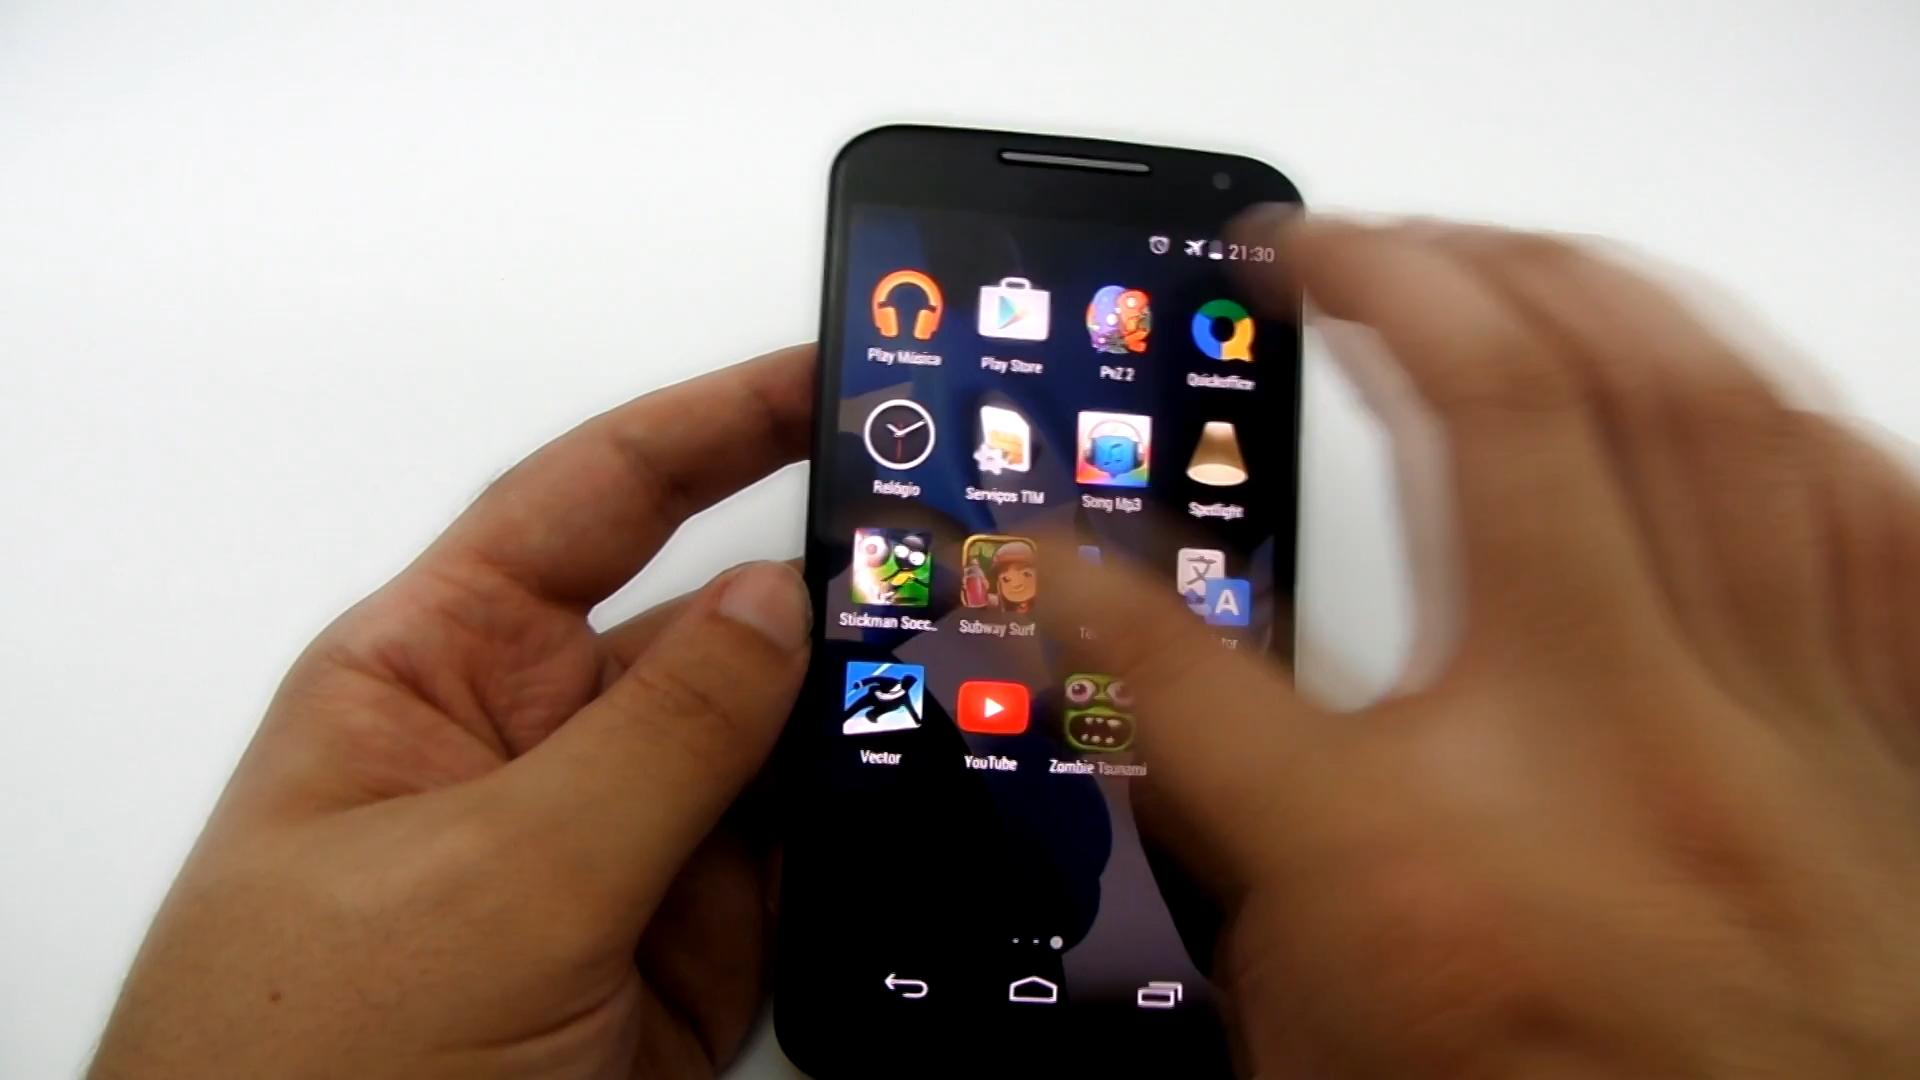 21:30
Play Música
Play Store
PvZ 2
Quickoffice
Relógio
Serviços TIM
Song Mp3
Spotlight
文
A
Stickman Socc..
Subway Surf
Vector
YouTube
Zombie Tsunami